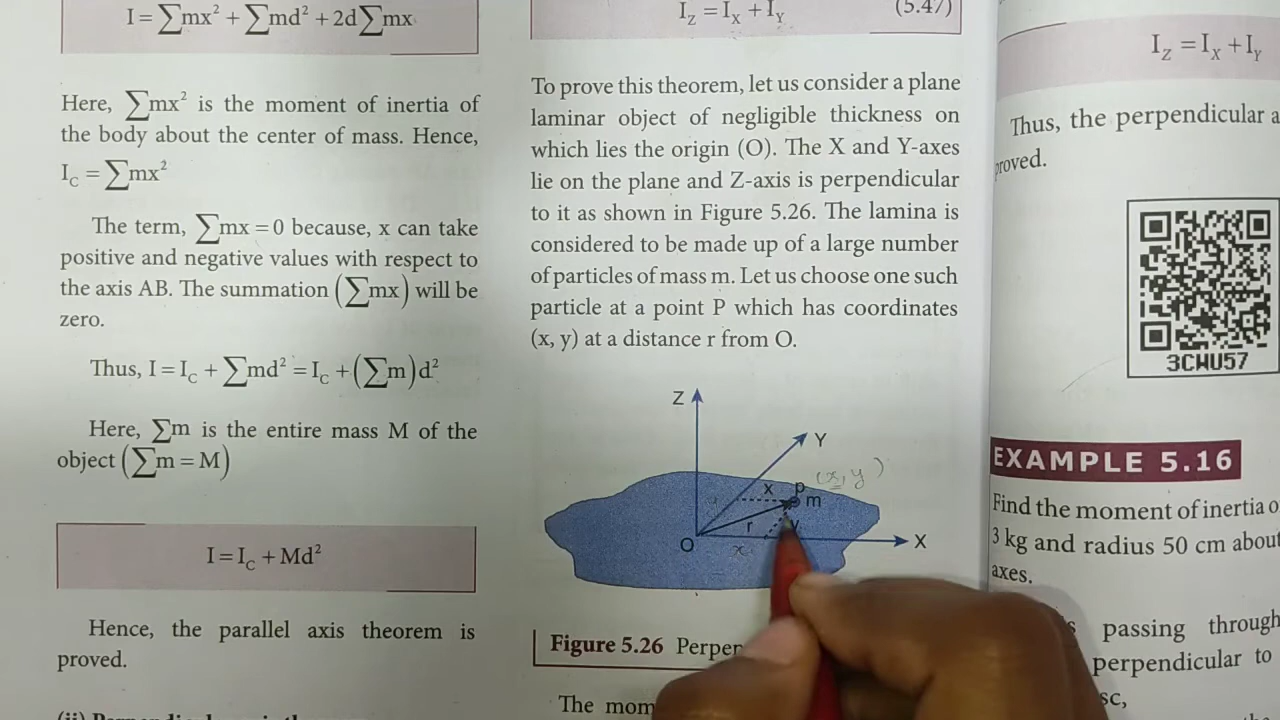 I = ∑mx² + ∑md² + 2d∑mx
Here, ∑mx² is the moment of inertia of
the body about the center of mass. Hence,
I_C = ∑mx²
The term, ∑mx = 0 because, x can take
positive and negative values with respect to
the axis AB. The summation (∑mx) will be
zero.
Thus, I = I_C + ∑md² = I_C + (∑m)d²
Here, ∑m is the entire mass M of the
object (∑m = M)
I = I_C + Md²
Hence, the parallel axis theorem is
proved.
I_Z = I_X + I_Y (5.47)
To prove this theorem, let us consider a plane
laminar object of negligible thickness on
which lies the origin (O). The X and Y-axes
lie on the plane and Z-axis is perpendicular
to it as shown in Figure 5.26. The lamina is
considered to be made up of a large number
of particles of mass m. Let us choose one such
particle at a point P which has coordinates
(x, y) at a distance r from O.
Z
Y
(x, y)
x P
m
r y
O x X
Figure 5.26 Perpen
The mom
I_Z = I_X + I_Y
Thus, the perpendicular a
proved.
3CWU57
EXAMPLE 5.16
Find the moment of inertia o
3 kg and radius 50 cm about
axes.
passing through
perpendicular to
sc,